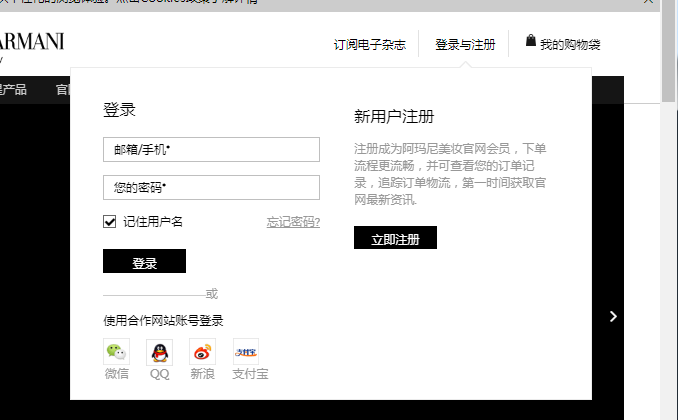 ARMANI
订阅电子杂志
登录与注册
我的购物袋
产品
登录
邮箱/手机*
您的密码*
记住用户名
忘记密码?
登录
或
使用合作网站账号登录
微信
QQ
新浪
支付宝
新用户注册
注册成为阿玛尼美妆官网会员，下单
流程更流畅，并可查看您的订单记
录，追踪订单物流，第一时间获取官
网最新资讯.
立即注册